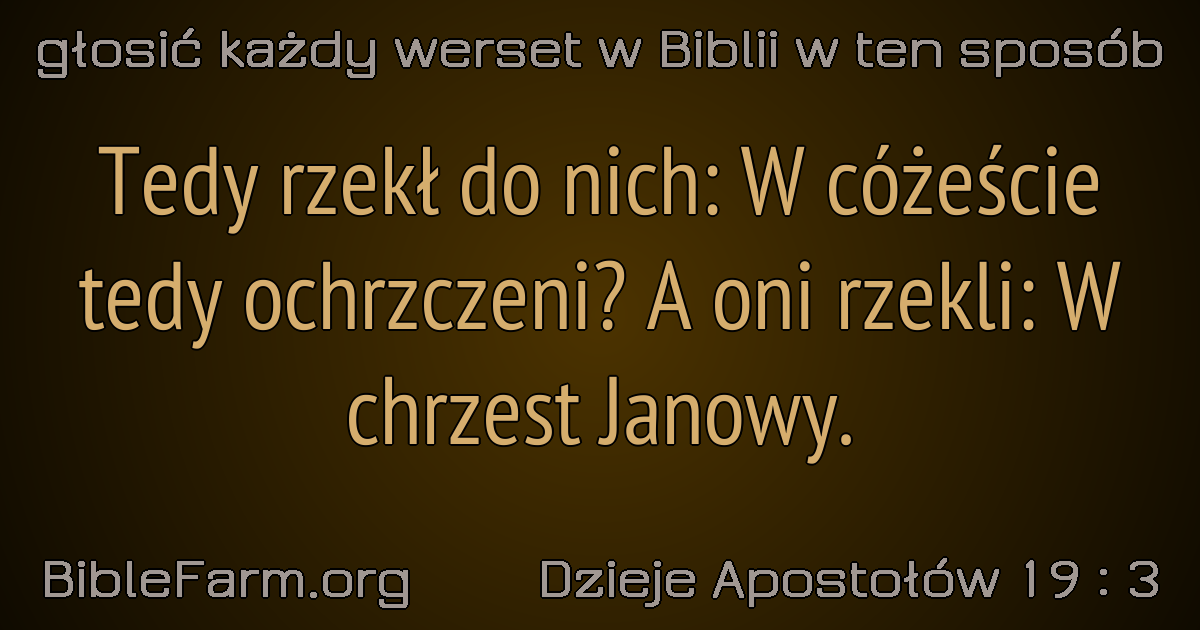 głosić każdy werset w Biblii w ten sposób
Tedy rzekł do nich: W cóżeście
tedy ochrzczeni? A oni rzekli: W
chrzest Janowy.
BibleFarm.org
Dzieje Apostołów 19 : 3